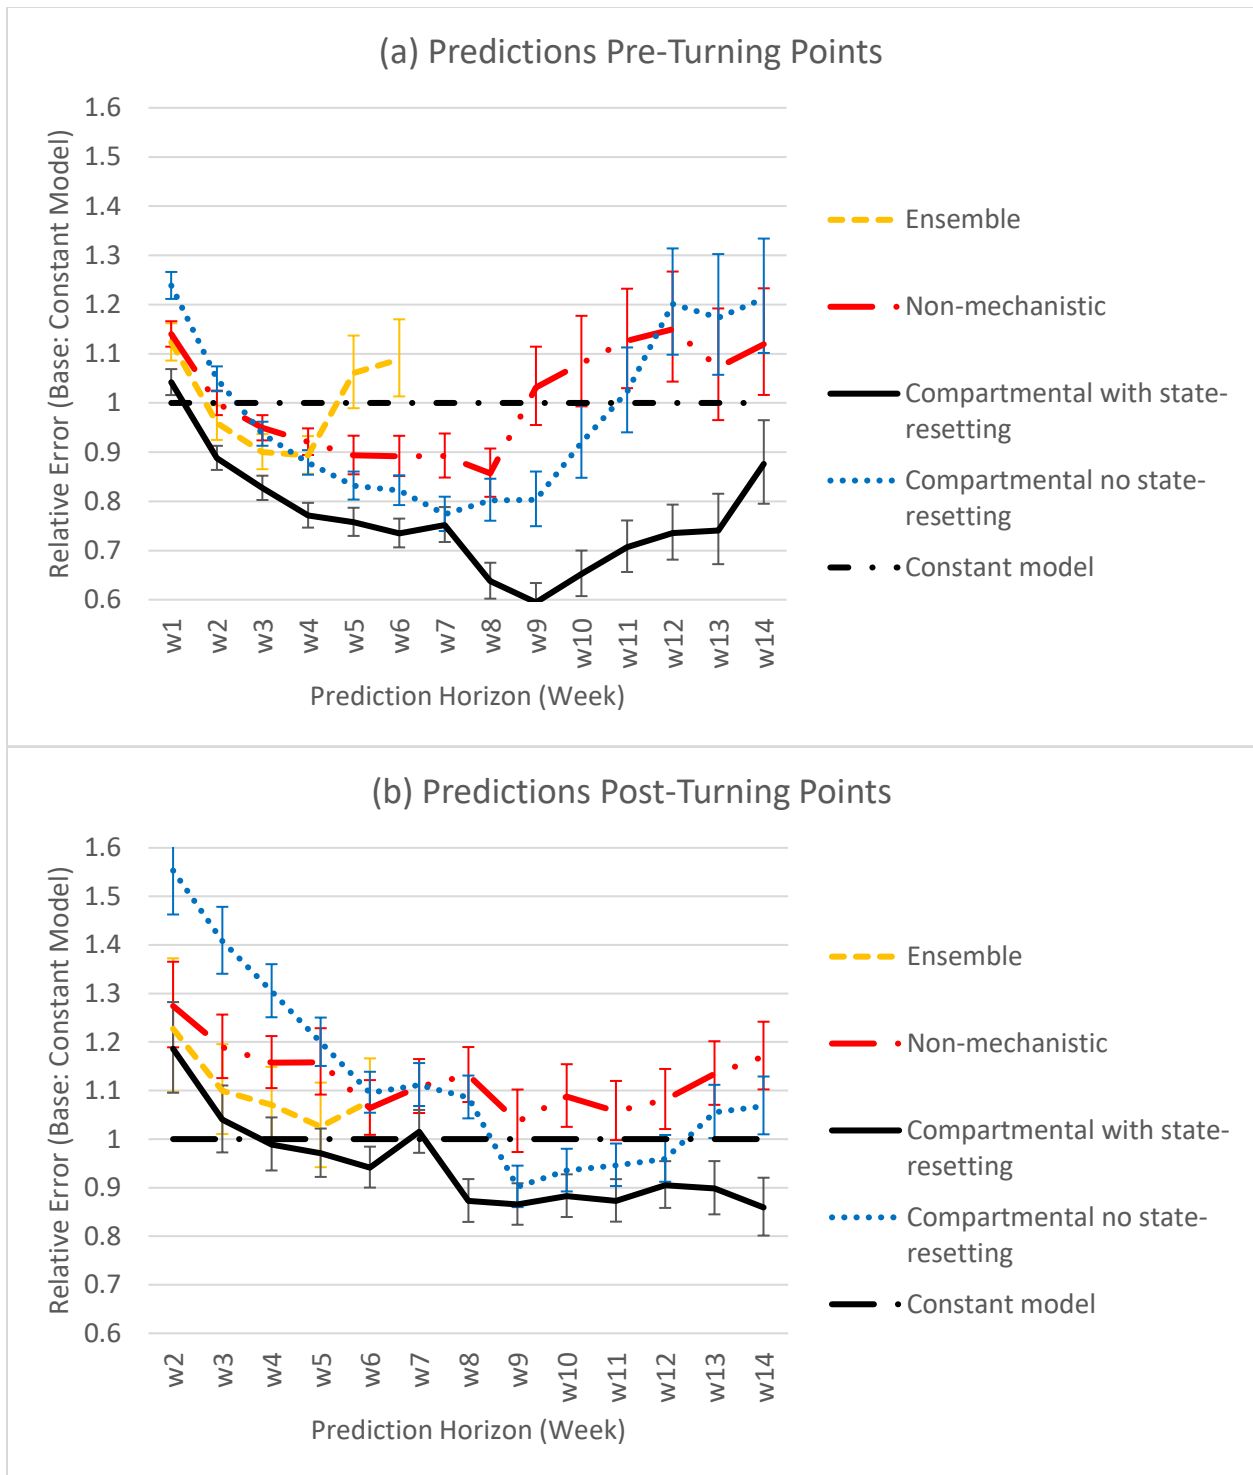 (a) Predictions Pre-Turning Points
Relative Error (Base: Constant Model)
1.6
1.5
1.4
1.3
1.2
1.1
1
0.9
0.8
0.7
0.6
w1
w2
w3
w4
w5
w6
w7
w8
w9
w10
w11
w12
w13
w14
Prediction Horizon (Week)
Ensemble
Non-mechanistic
Compartmental with state-
resetting
Compartmental no state-
resetting
Constant model
(b) Predictions Post-Turning Points
Relative Error (Base: Constant Model)
1.6
1.5
1.4
1.3
1.2
1.1
1
0.9
0.8
0.7
0.6
w2
w3
w4
w5
w6
w7
w8
w9
w10
w11
w12
w13
w14
Prediction Horizon (Week)
Ensemble
Non-mechanistic
Compartmental with state-
resetting
Compartmental no state-
resetting
Constant model